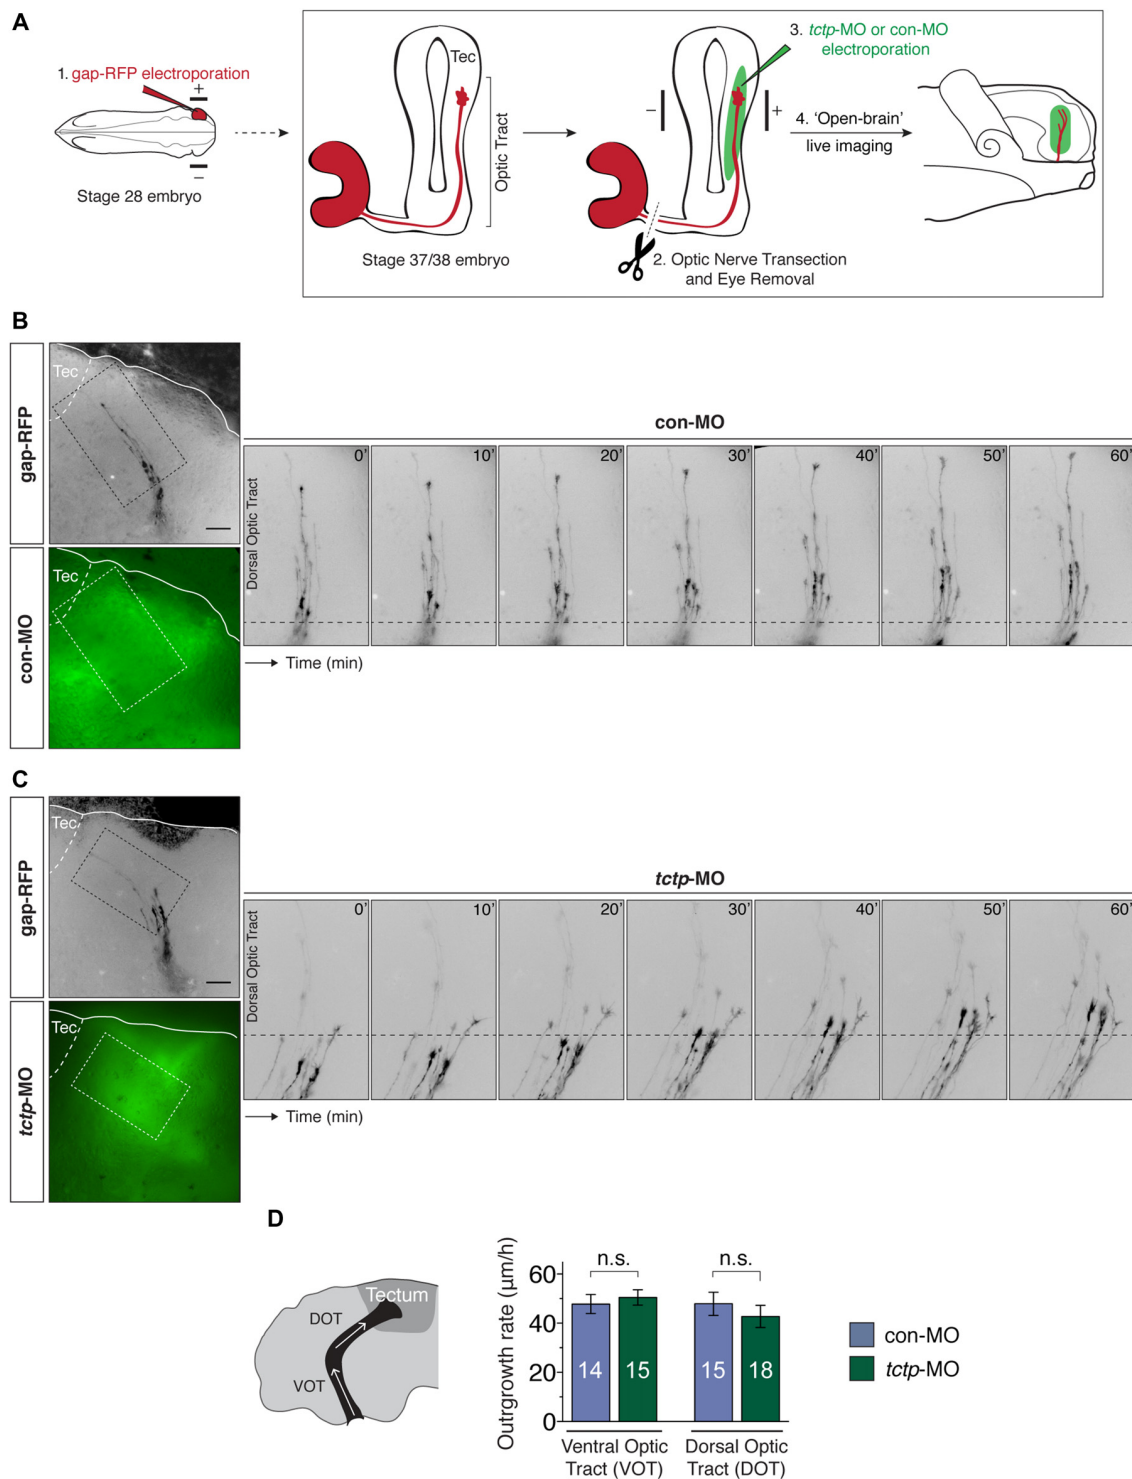 A
1. gap-RFP electroporation
+
−
Stage 28 embryo
Tec
Optic Tract
Stage 37/38 embryo
3. tctp-MO or con-MO
electroporation
−
+
2. Optic Nerve Transection
and Eye Removal
4. ‘Open-brain’
live imaging
B
gap-RFP
Tec
con-MO
Tec
con-MO
Dorsal Optic Tract
0’
10’
20’
30’
40’
50’
60’
Time (min)
C
gap-RFP
Tec
tctp-MO
Tec
tctp-MO
Dorsal Optic Tract
0’
10’
20’
30’
40’
50’
60’
Time (min)
D
Tectum
DOT
VOT
Outrgrowth rate (µm/h)
60
40
20
0
n.s.
n.s.
14
15
15
18
Ventral Optic
Tract (VOT)
Dorsal Optic
Tract (DOT)
con-MO
tctp-MO